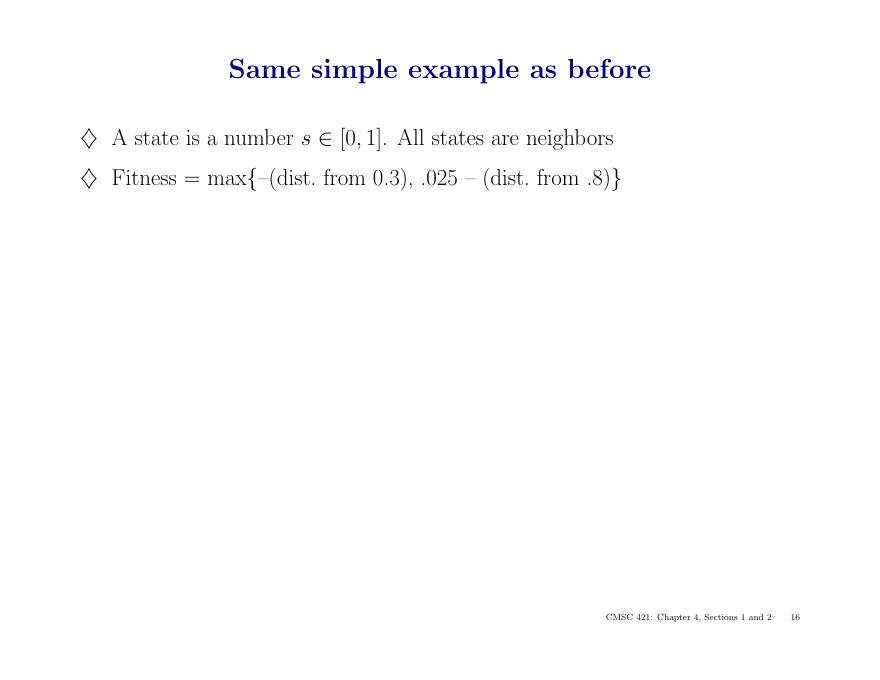 Same simple example as before
♢ A state is a number s ∈ [0, 1]. All states are neighbors
♢ Fitness = max{–(dist. from 0.3), .025 – (dist. from .8)}
CMSC 421: Chapter 4, Sections 1 and 2 16